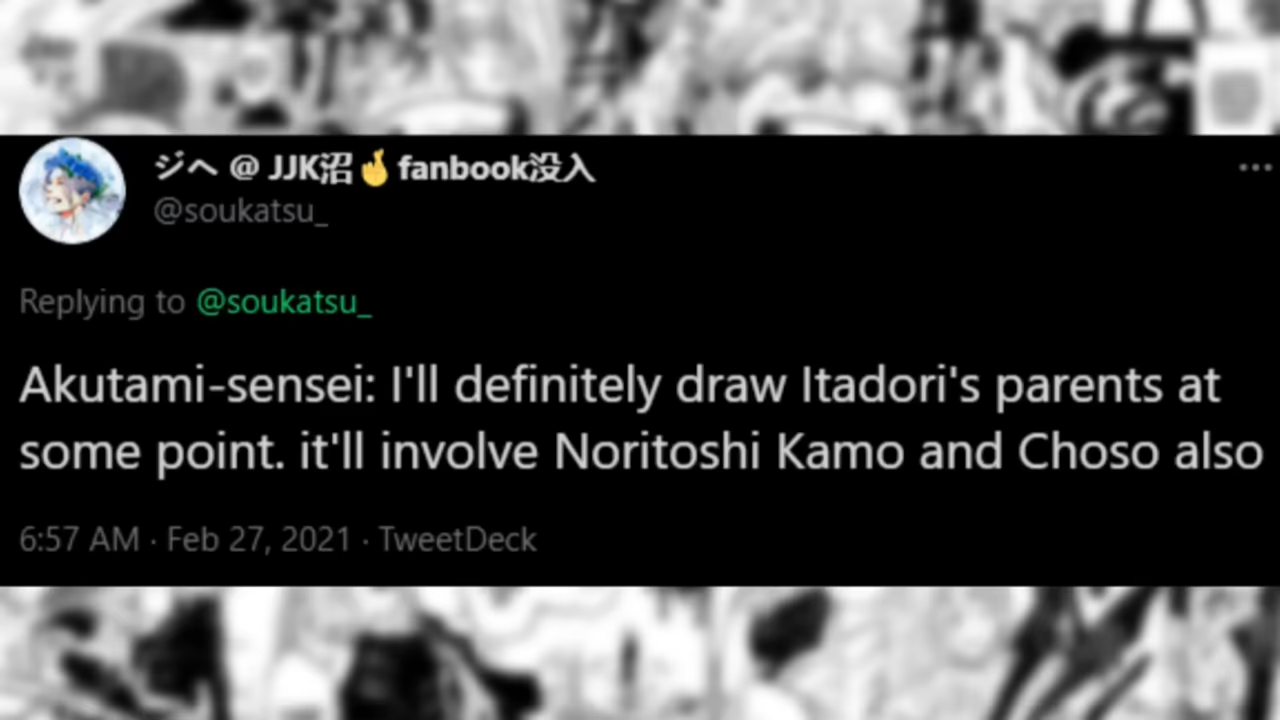 ジヘ @ JJK沼🤞fanbook没入
@soukatsu_
Replying to @soukatsu_
Akutami-sensei: I'll definitely draw Itadori's parents at
some point. it'll involve Noritoshi Kamo and Choso also
6:57 AM · Feb 27, 2021 · TweetDeck